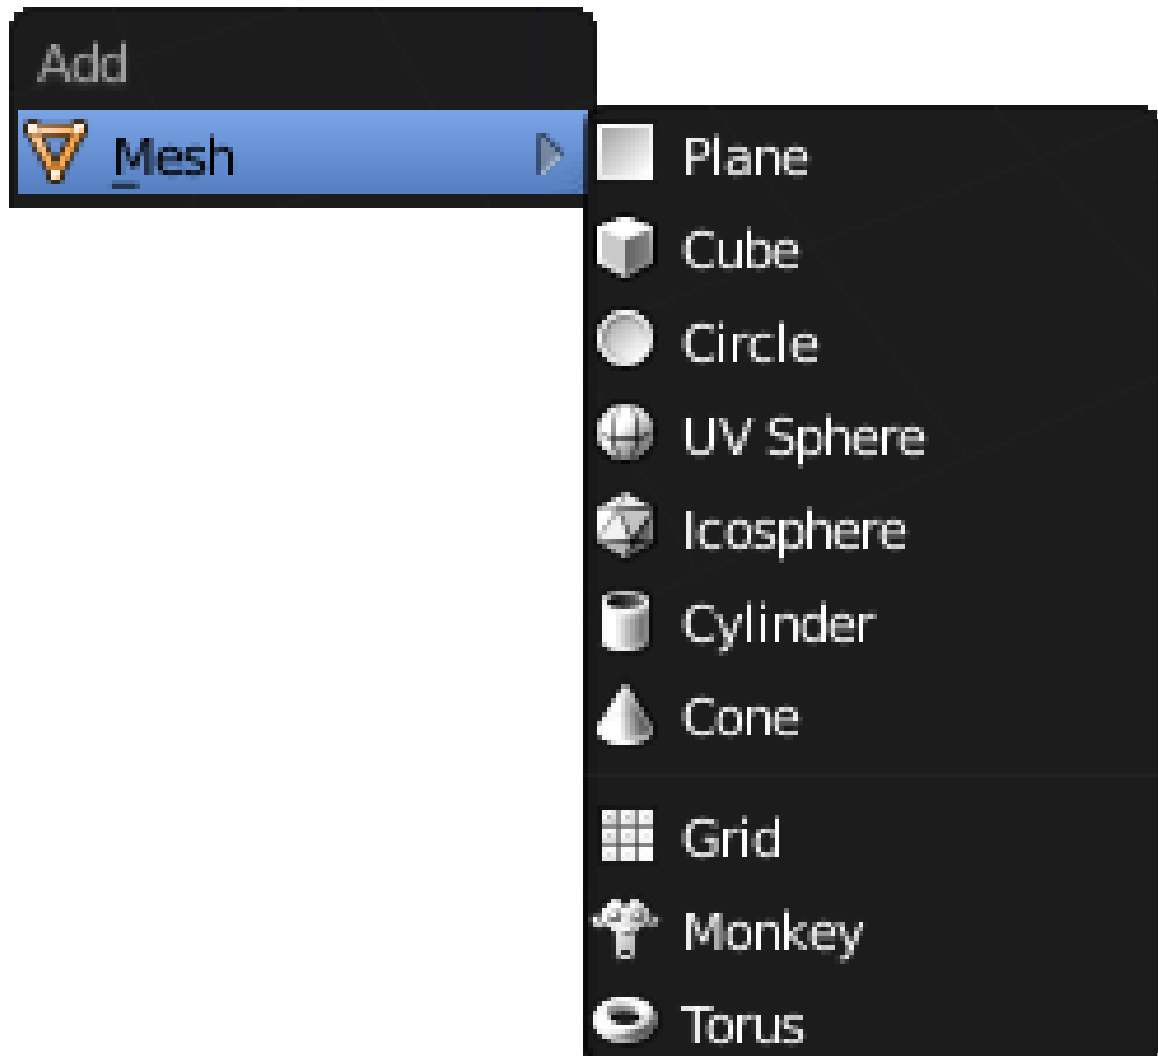 Add
Mesh
Plane
Cube
Circle
UV Sphere
Icosphere
Cylinder
Cone
Grid
Monkey
Torus